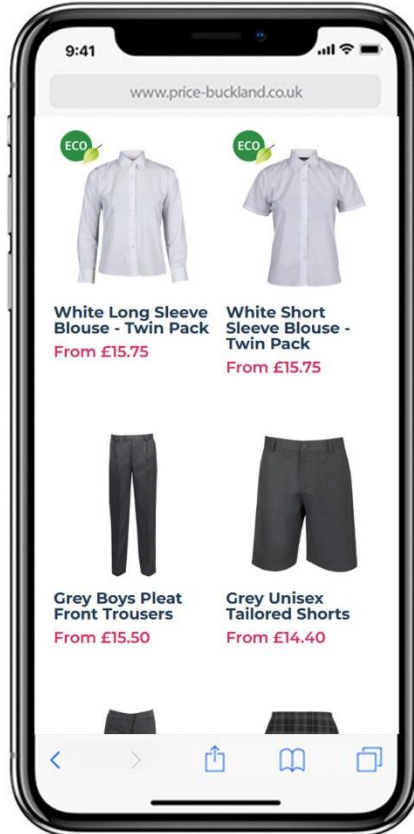 9:41
www.price-buckland.co.uk
ECO
ECO
White Long Sleeve
Blouse - Twin Pack
From £15.75
White Short
Sleeve Blouse -
Twin Pack
From £15.75
Grey Boys Pleat
Front Trousers
From £15.50
Grey Unisex
Tailored Shorts
From £14.40